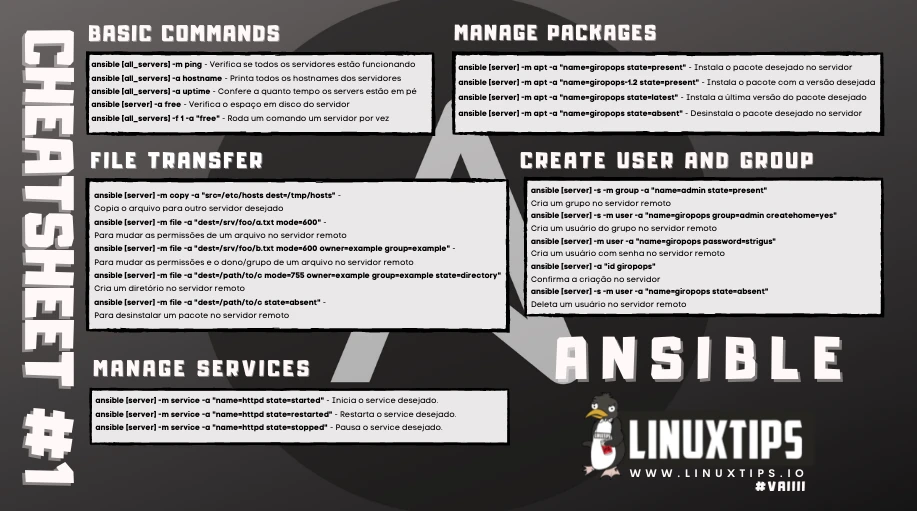 CHEATSHEET #1
BASIC COMMANDS
ansible [all_servers] -m ping - Verifica se todos os servidores estão funcionando
ansible [all_servers] -a hostname - Printa todos os hostnames dos servidores
ansible [all_servers] -a uptime - Confere a quanto tempo os servers estão em pé
ansible [server] -a free - Verifica o espaço em disco do servidor
ansible [all_servers] -f 1 -a "free" - Roda um comando um servidor por vez
MANAGE PACKAGES
ansible [server] -m apt -a "name=giropops state=present" - Instala o pacote desejado no servidor
ansible [server] -m apt -a "name=giropops-1.2 state=present" - Instala o pacote com a versão desejada
ansible [server] -m apt -a "name=giropops state=latest" - Instala a última versão do pacote desejado
ansible [server] -m apt -a "name=giropops state=absent" - Desinstala o pacote desejado no servidor
FILE TRANSFER
ansible [server] -m copy -a "src=/etc/hosts dest=/tmp/hosts" -
Copia o arquivo para outro servidor desejado
ansible [server] -m file -a "dest=/srv/foo/a.txt mode=600" -
Para mudar as permissões de um arquivo no servidor remoto
ansible [server] -m file -a "dest=/srv/foo/b.txt mode=600 owner=example group=example" -
Para mudar as permissões e o dono/grupo de um arquivo no servidor remoto
ansible [server] -m file -a "dest=/path/to/c mode=755 owner=example group=example state=directory"
Cria um diretório no servidor remoto
ansible [server] -m file -a "dest=/path/to/c state=absent" -
Para desinstalar um pacote no servidor remoto
CREATE USER AND GROUP
ansible [server] -s -m group -a "name=admin state=present"
Cria um grupo no servidor remoto
ansible [server] -s -m user -a "name=giropops group=admin createhome=yes"
Cria um usuário do grupo no servidor remoto
ansible [server] -m user -a "name=giropops password=strigus"
Cria um usuário com senha no servidor remoto
ansible [server] -a "id giropops"
Confirma a criação no servidor
ansible [server] -s -m user -a "name=giropops state=absent"
Deleta um usuário no servidor remoto
MANAGE SERVICES
ansible [server] -m service -a "name=httpd state=started" - Inicia o service desejado.
ansible [server] -m service -a "name=httpd state=restarted" - Restarta o service desejado.
ansible [server] -m service -a "name=httpd state=stopped" - Pausa o service desejado.
ANSIBLE
LINUXTIPS
WWW.LINUXTIPS.IO
#VAIIII